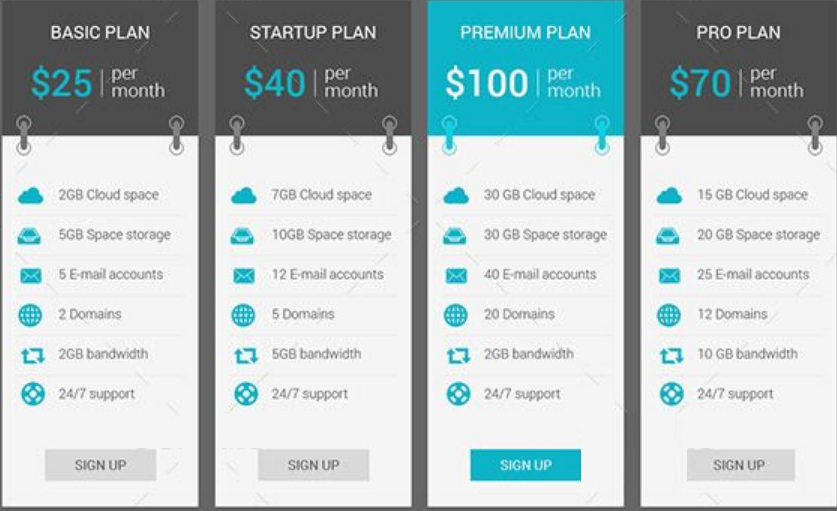 BASIC PLAN
$25 per month
2GB Cloud space
5GB Space storage
5 E-mail accounts
2 Domains
2GB bandwidth
24/7 support
SIGN UP
STARTUP PLAN
$40 per month
7GB Cloud space
10GB Space storage
12 E-mail accounts
5 Domains
5GB bandwidth
24/7 support
SIGN UP
PREMIUM PLAN
$100 per month
30 GB Cloud space
30 GB Space storage
40 E-mail accounts
20 Domains
2GB bandwidth
24/7 support
SIGN UP
PRO PLAN
$70 per month
15 GB Cloud space
20 GB Space storage
25 E-mail accounts
12 Domains
10 GB bandwidth
24/7 support
SIGN UP